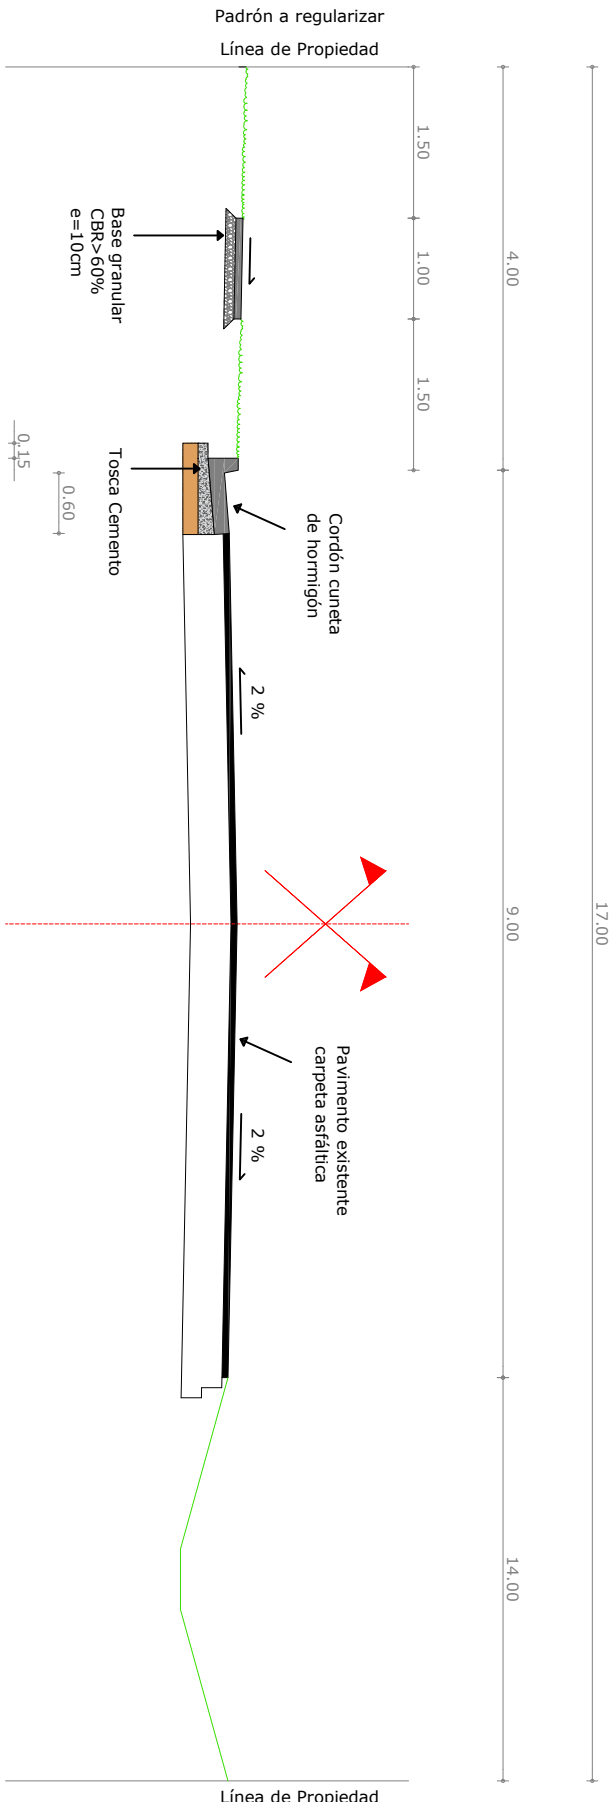 Padrón a regularizar
Línea de Propiedad
1.50
1.00
1.50
4.00
9.00
14.00
17.00
Base granular
CBR>60%
e=10cm
0.15
0.60
Tosca Cemento
Cordón cuneta
de hormigón
2 %
Pavimento existente
carpeta asfáltica
2 %
Línea de Propiedad